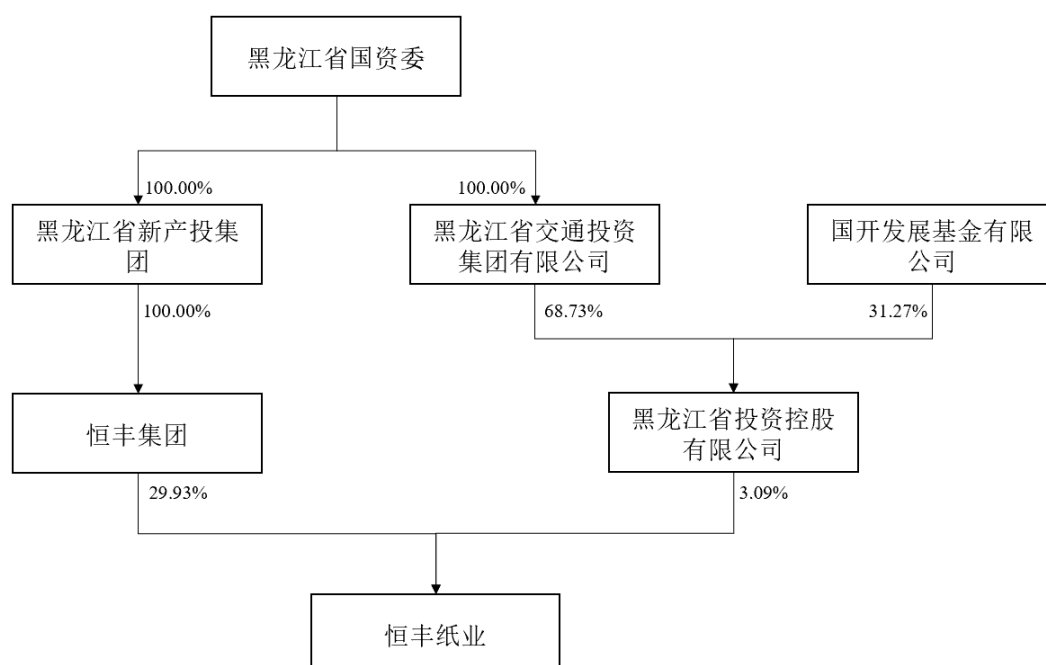 黑龙江省国资委
100.00%
100.00%
黑龙江省新产投集
团
黑龙江省交通投资
集团有限公司
国开发展基金有限
公司
100.00%
68.73%
31.27%
恒丰集团
黑龙江省投资控股
有限公司
29.93%
3.09%
恒丰纸业